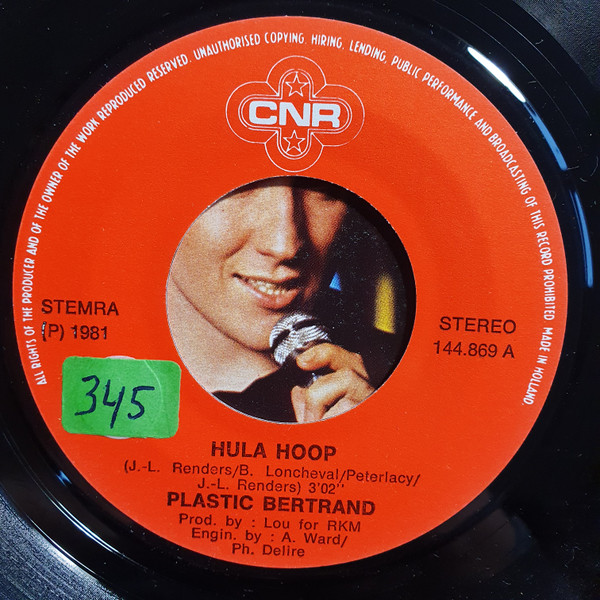 ALL RIGHTS OF THE PRODUCER AND OF THE OWNER OF THE WORK REPRODUCED RESERVED. UNAUTHORISED COPYING, HIRING, LENDING, PUBLIC PERFORMANCE AND BROADCASTING OF THIS RECORD PROHIBITED MADE IN HOLLAND.
CNR
STEMRA
(P) 1981
STEREO
144.869 A
345
HULA HOOP
(J.-L. Renders/B. Loncheval/Peterlacy/
J.-L. Renders) 3'02"
PLASTIC BERTRAND
Prod. by : Lou for RKM
Engin. by : A. Ward/
Ph. Delire